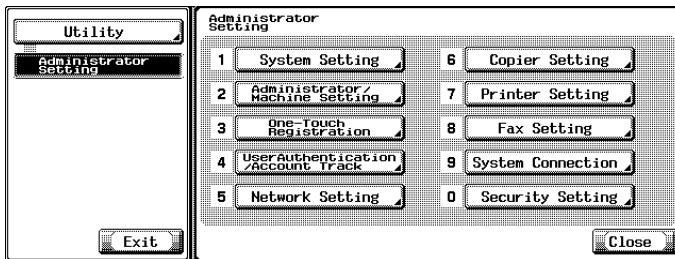 Utility
Administrator
Setting
Exit
Administrator
Setting
1 System Setting
2 Administrator/
Machine Setting
3 One-Touch
Registration
4 UserAuthentication
/Account Track
5 Network Setting
6 Copier Setting
7 Printer Setting
8 Fax Setting
9 System Connection
0 Security Setting
Close